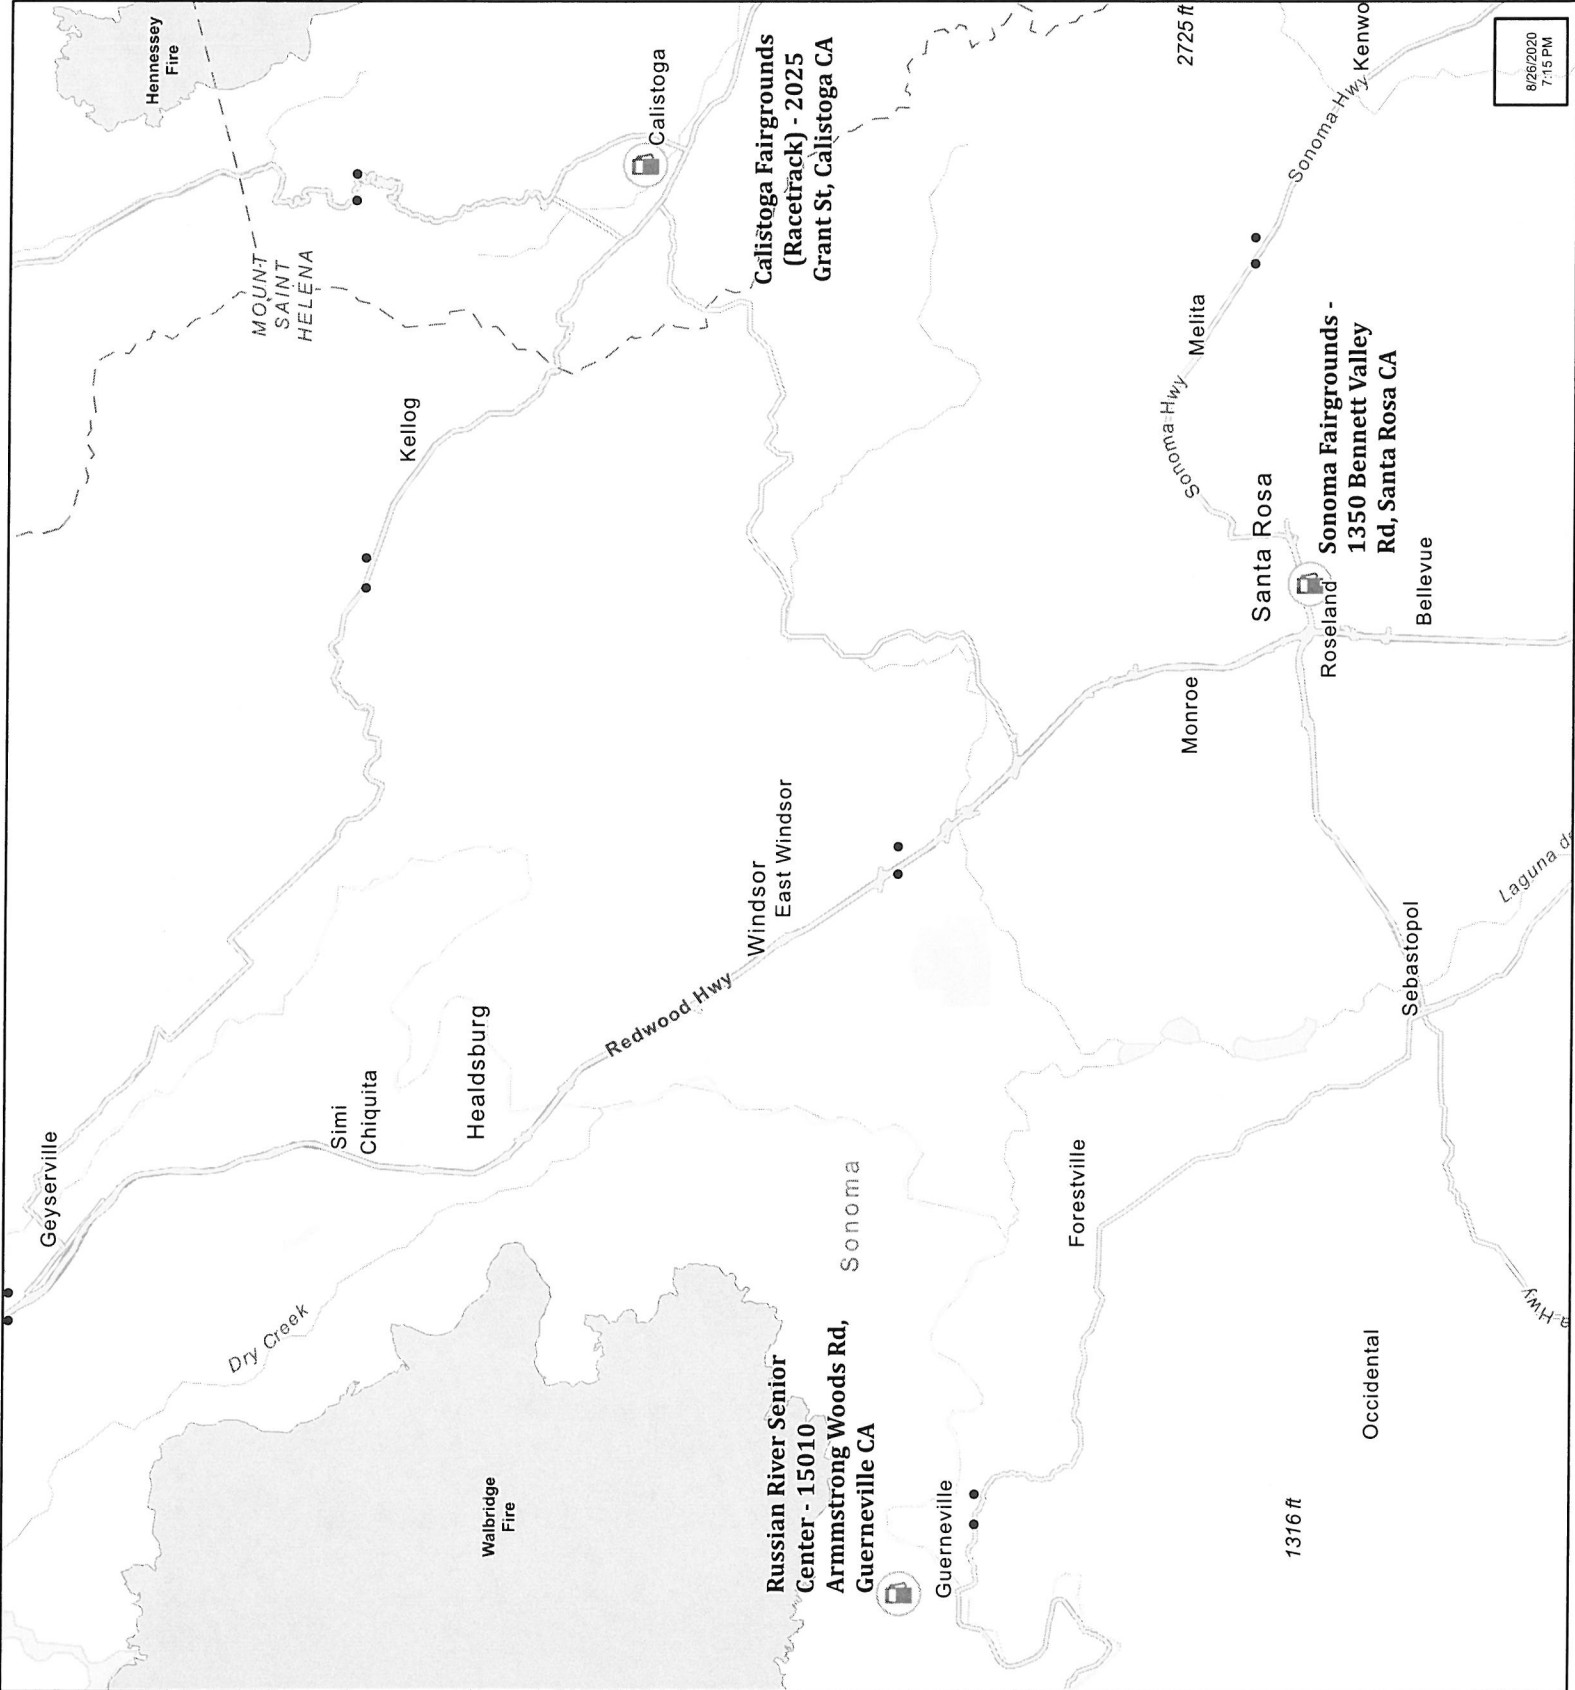 Geyserville
Hennessey
Fire
Dry Creek
MOUNT
SAINT
HELENA
Simi
Chiquita
Kellog
Healdsburg
Walbridge
Fire
Calistoga
Redwood Hwy
Windsor
East Windsor
Russian River Senior
Center - 15010
Armmstrong Woods Rd,
Guerneville CA
Calistoga Fairgrounds
(Racetrack) - 2025
Grant St, Calistoga CA
Sonoma
Guerneville
Forestville
Sonoma Hwy
2725 ft
Monroe
Melita
Santa Rosa
1316 ft
Roseland
Sonoma Fairgrounds -
1350 Bennett Valley
Rd, Santa Rosa CA
Sonoma Hwy
Kenwo
Occidental
Sebastopol
Bellevue
Laguna de
Hwy
8/26/2020
7:15 PM